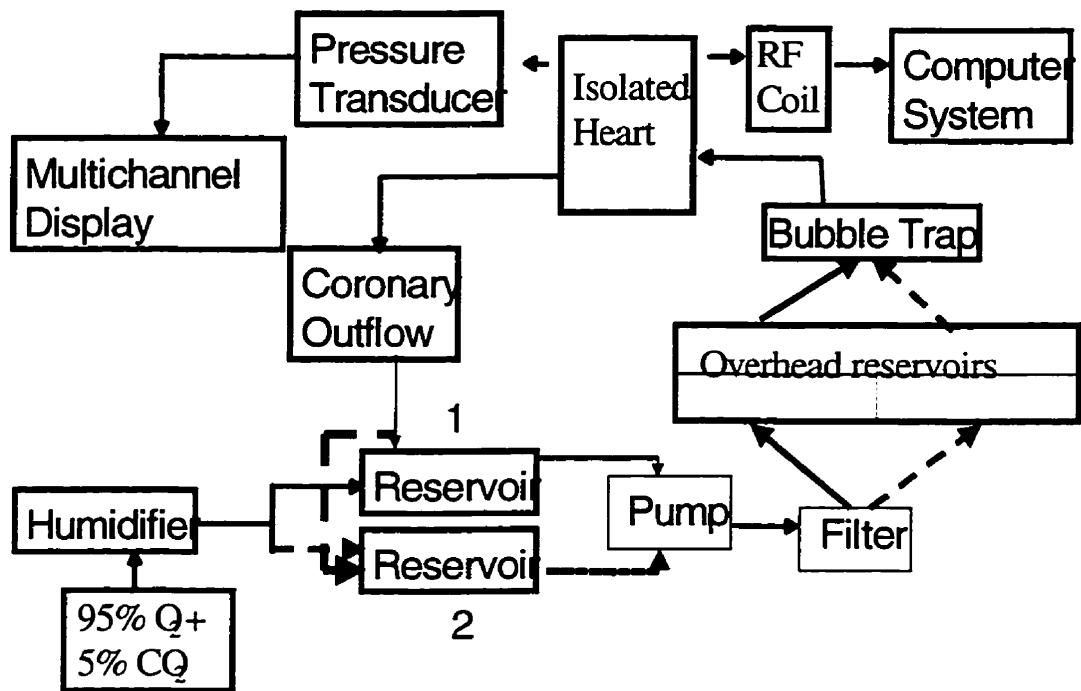 Pressure
Transducer
Isolated
Heart
RF
Coil
Computer
System
Multichannel
Display
Bubble Trap
Coronary
Outflow
Overhead reservoirs
1
Reservoir
Humidifier
Pump
Filter
Reservoir
2
95% O₂+
5% CO₂